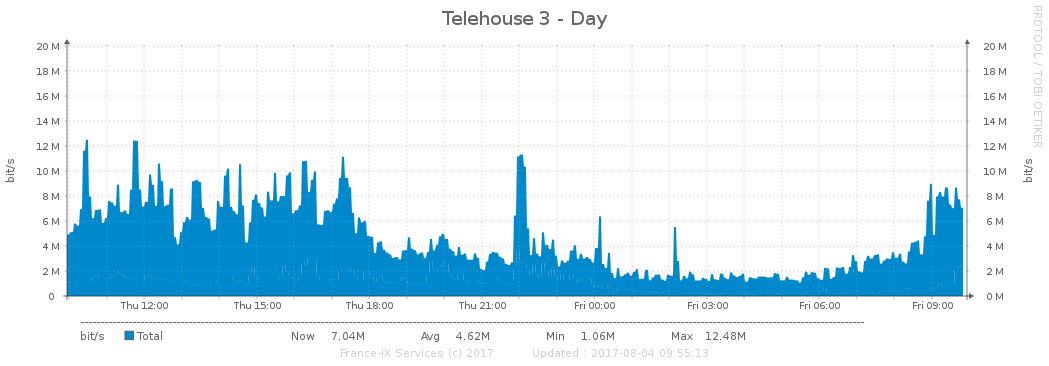 Telehouse 3 - Day
RRDTOOL / TOBI OETIKER
bit/s
20 M 20 M
18 M 18 M
16 M 16 M
14 M 14 M
12 M 12 M
10 M 10 M
8 M 8 M
6 M 6 M
4 M 4 M
2 M 2 M
0 0 M
bit/s
Thu 12:00 Thu 15:00 Thu 18:00 Thu 21:00 Fri 00:00 Fri 03:00 Fri 06:00 Fri 09:00
bit/s Total Now 7.04M Avg 4.62M Min 1.06M Max 12.48M
France-IX Services (c) 2017 Updated : 2017-08-04 09:55:13